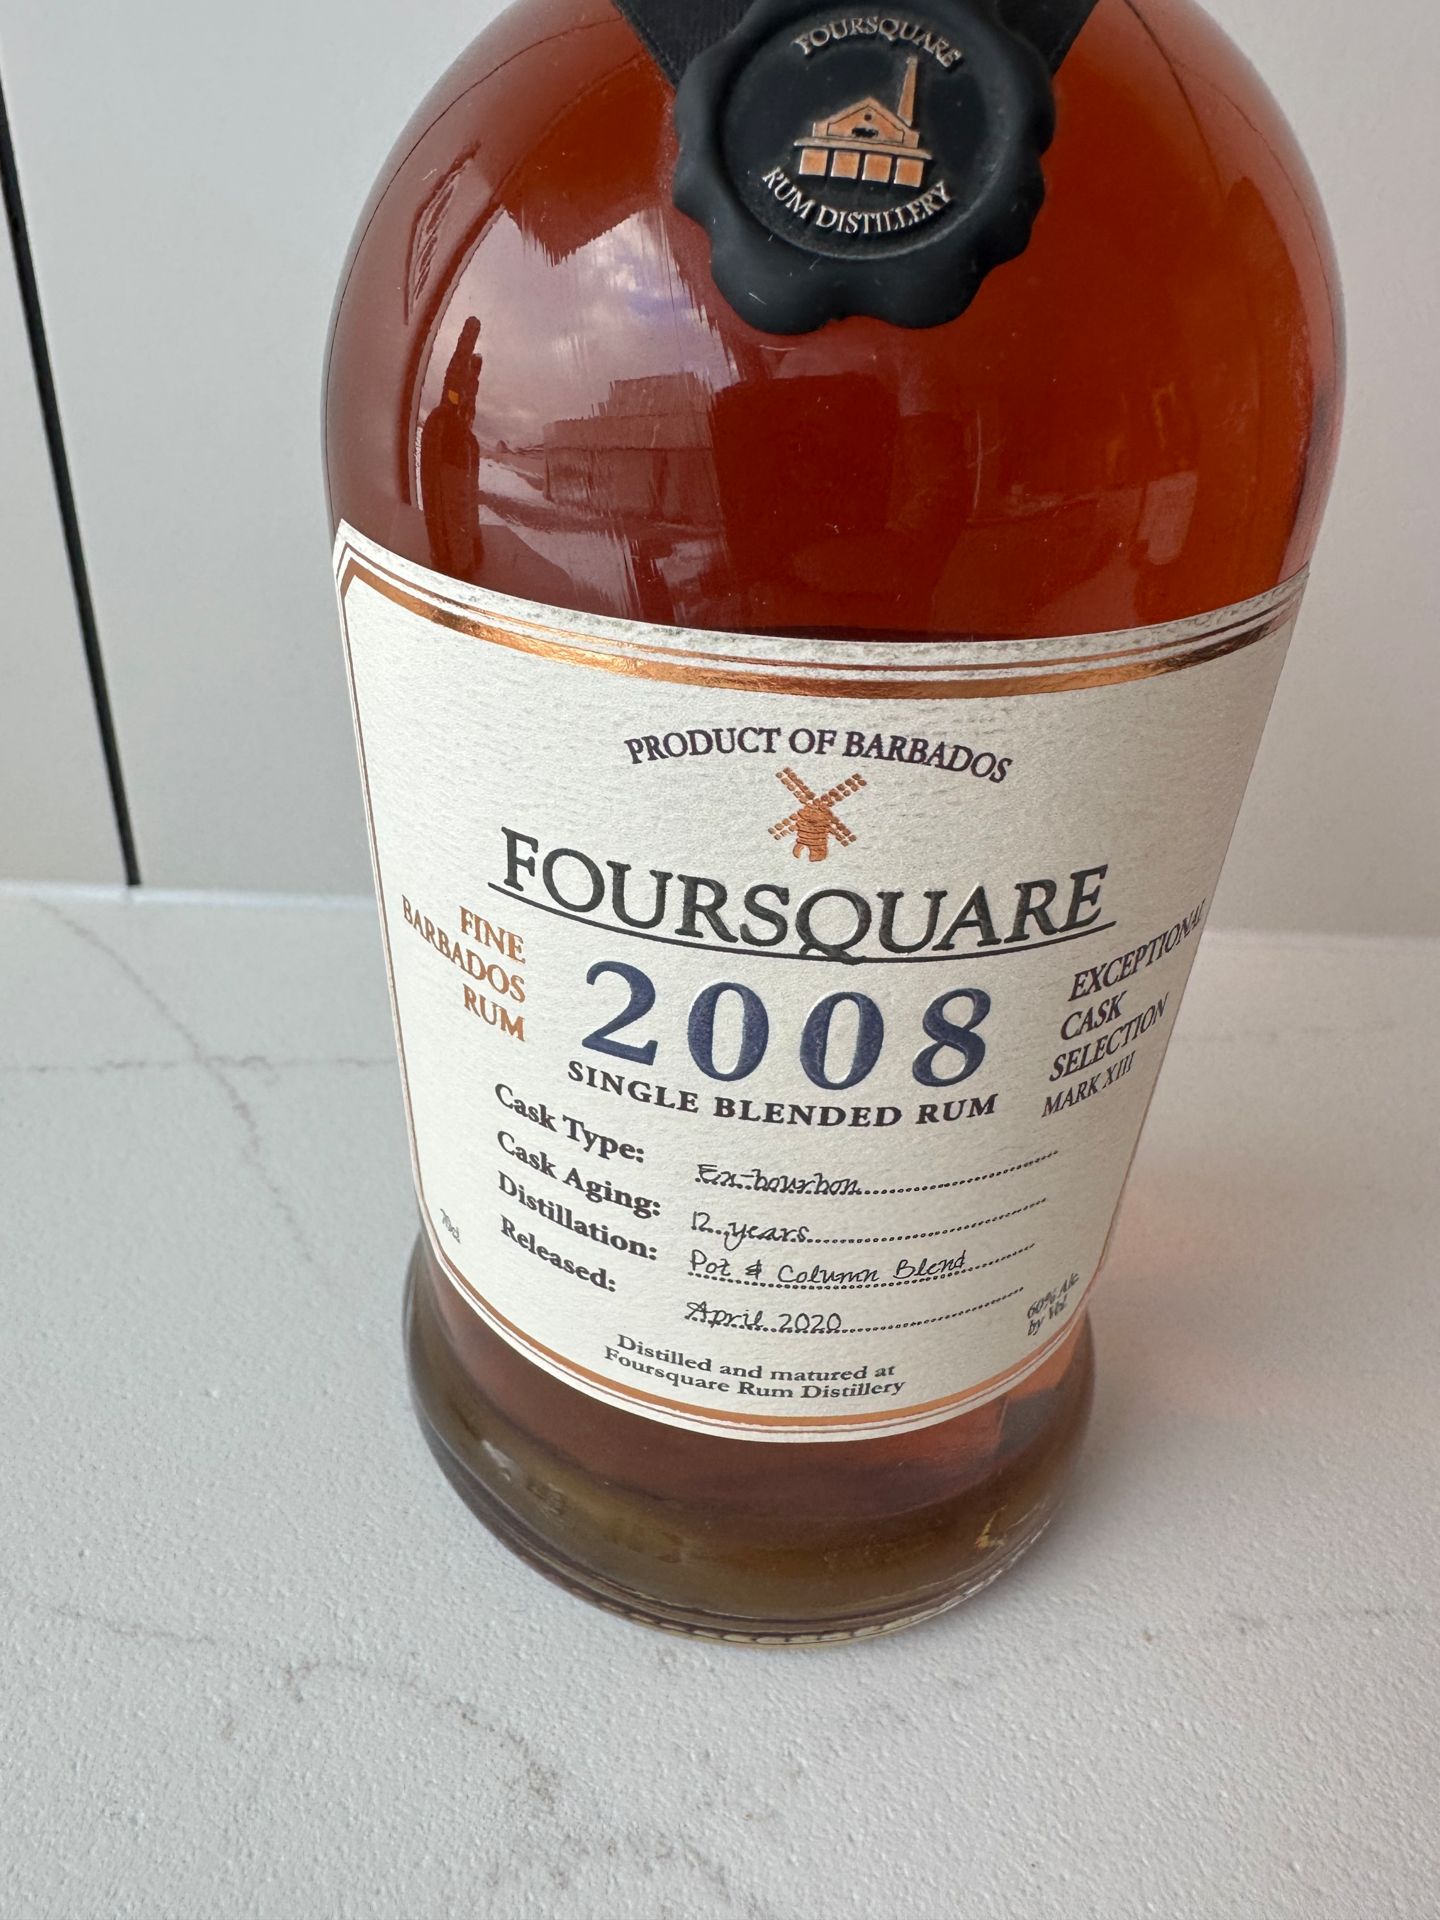 FOURSQUARE
RUM DISTILLERY
PRODUCT OF BARBADOS
FOURSQUARE
FINE
BARBADOS
RUM
2008
SINGLE BLENDED RUM
EXCEPTIONAL
CASK
SELECTION
MARK XIII
Cask Type: Ex-bourbon
Cask Aging: 12 years
Distillation: Pot & Column Blend
Released: April 2020
70cl
60% Alc
by Vol.
Distilled and matured at
Foursquare Rum Distillery